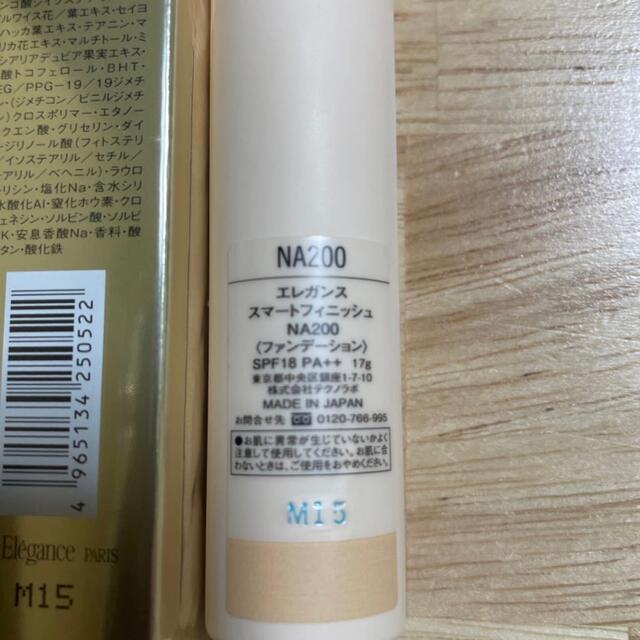 ルワイス花/葉エキス・セイヨ
ッカ葉エキス・テアニン・マ
リカ花エキス・マルチトール・ミ
シアリアデュビア果実エキス・
酸トコフェロール・BHT・
EG/PPG-19/19ジメチ
・(ジメチコン/ビニルジメチ
)クロスポリマー・エタノー
クエン酸・グリセリン・ダイ
ージリノール酸(フィトステリ
/イソステアリル/セチル/
アリル/ベヘニル)・ラウロ
リシン・塩化Na・含水シリ
水酸化Al・窒化ホウ素・クロ
ェネシン・ソルビン酸・ソルビ
K・安息香酸Na・香料・酸
タン・酸化鉄
4 965134 250522
Elégance PARIS
M15
NA200
エレガンス
スマートフィニッシュ
NA200
(ファンデーション)
SPF18 PA++ 17g
東京都中央区銀座1-7-10
株式会社テクノラボ
MADE IN JAPAN
お問合せ先 0120-766-995
●お肌に異常が生じていないかよく
注意して使用してください。お肌に合
わないときは、ご使用をおやめください。
M15